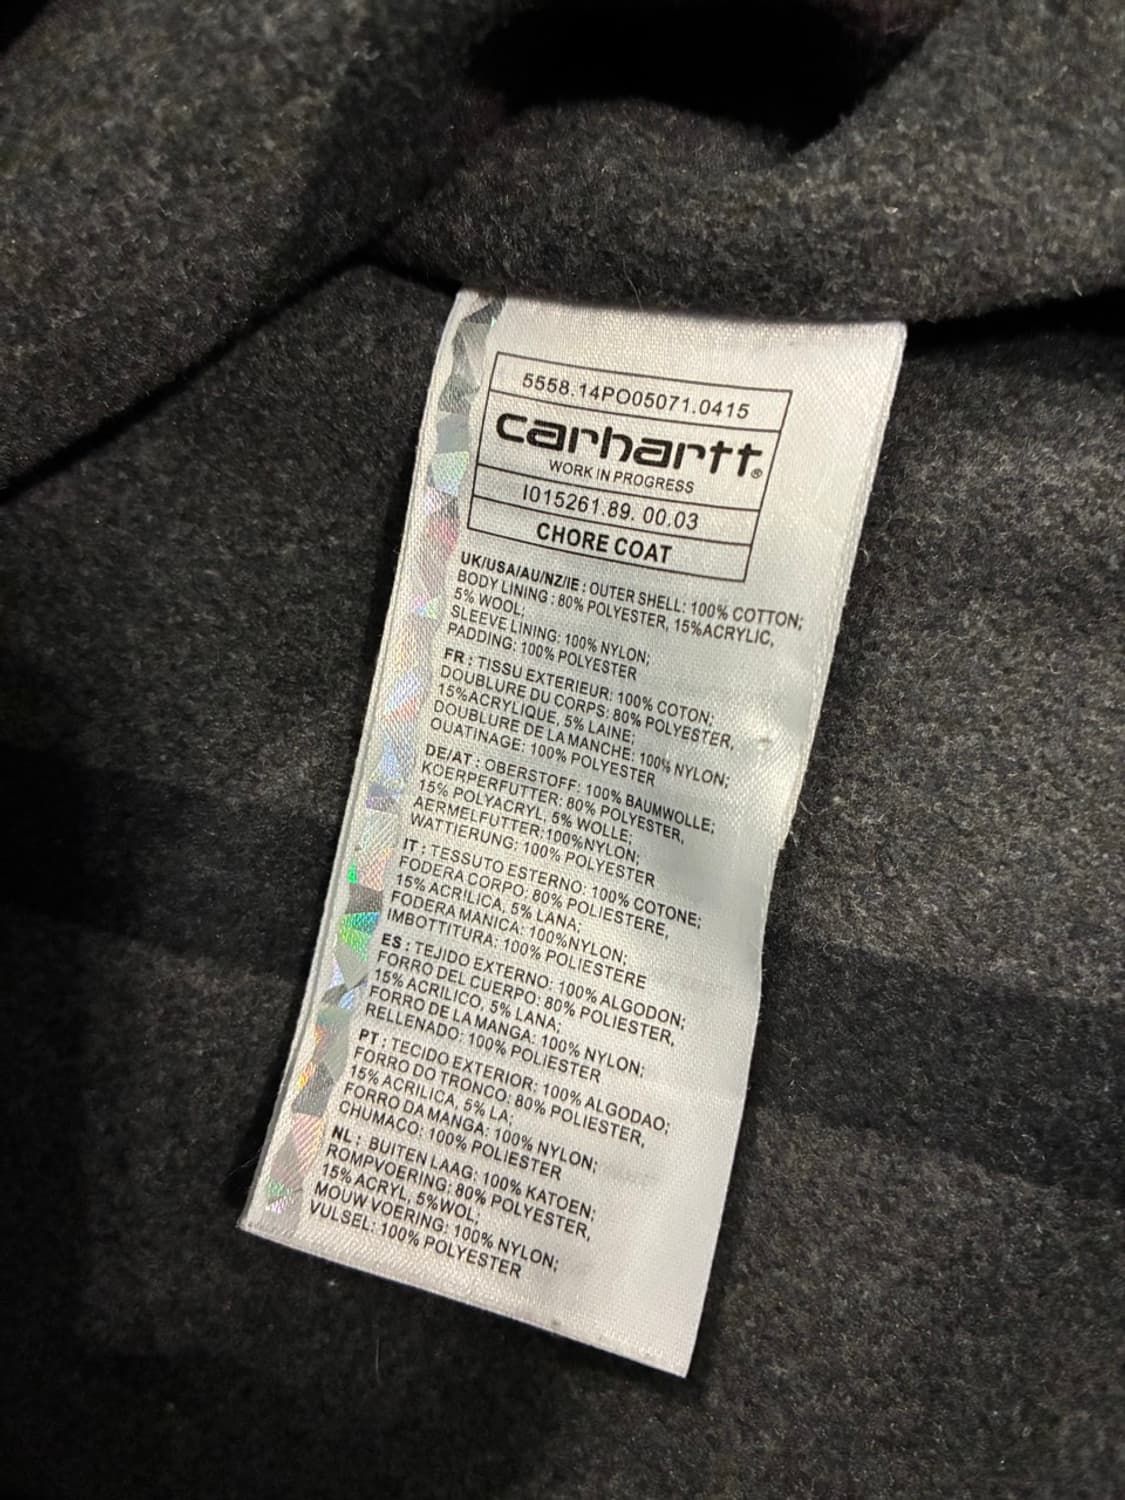 5558.14PO05071.0415
carhartt®
WORK IN PROGRESS
I015261.89. 00.03
CHORE COAT
UK/USA/AU/NZ/IE : OUTER SHELL: 100% COTTON;
BODY LINING : 80% POLYESTER, 15%ACRYLIC,
5% WOOL;
SLEEVE LINING: 100% NYLON;
PADDING: 100% POLYESTER
FR : TISSU EXTERIEUR: 100% COTON;
DOUBLURE DU CORPS: 80% POLYESTER,
15%ACRYLIQUE, 5% LAINE;
DOUBLURE DE LA MANCHE: 100% NYLON;
OUATINAGE: 100% POLYESTER
DE/AT : OBERSTOFF: 100% BAUMWOLLE;
KOERPERFUTTER: 80% POLYESTER,
15% POLYACRYL, 5% WOLLE;
AERMELFUTTER:100%NYLON;
WATTIERUNG: 100% POLYESTER
IT : TESSUTO ESTERNO: 100% COTONE;
FODERA CORPO: 80% POLIESTERE,
15% ACRILICA, 5% LANA;
FODERA MANICA: 100%NYLON;
IMBOTTITURA: 100% POLIESTERE
ES : TEJIDO EXTERNO: 100% ALGODON;
FORRO DEL CUERPO: 80% POLIESTER,
15% ACRILICO, 5% LANA;
FORRO DE LA MANGA: 100% NYLON;
RELLENADO: 100% POLIESTER
PT : TECIDO EXTERIOR: 100% ALGODAO;
FORRO DO TRONCO: 80% POLIESTER,
15% ACRILICA, 5% LA;
FORRO DA MANGA: 100% NYLON;
CHUMACO: 100% POLIESTER
NL : BUITEN LAAG: 100% KATOEN;
ROMPVOERING: 80% POLYESTER,
15% ACRYL, 5%WOL;
MOUW VOERING: 100% NYLON;
VULSEL: 100% POLYESTER